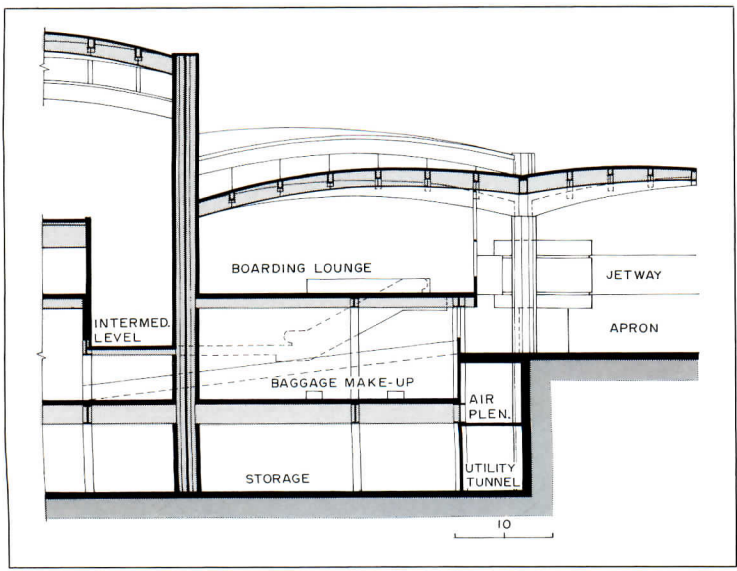 BOARDING LOUNGE
JETWAY
INTERMED.
LEVEL
APRON
BAGGAGE MAKE-UP
AIR
PLEN.
STORAGE
UTILITY
TUNNEL
10